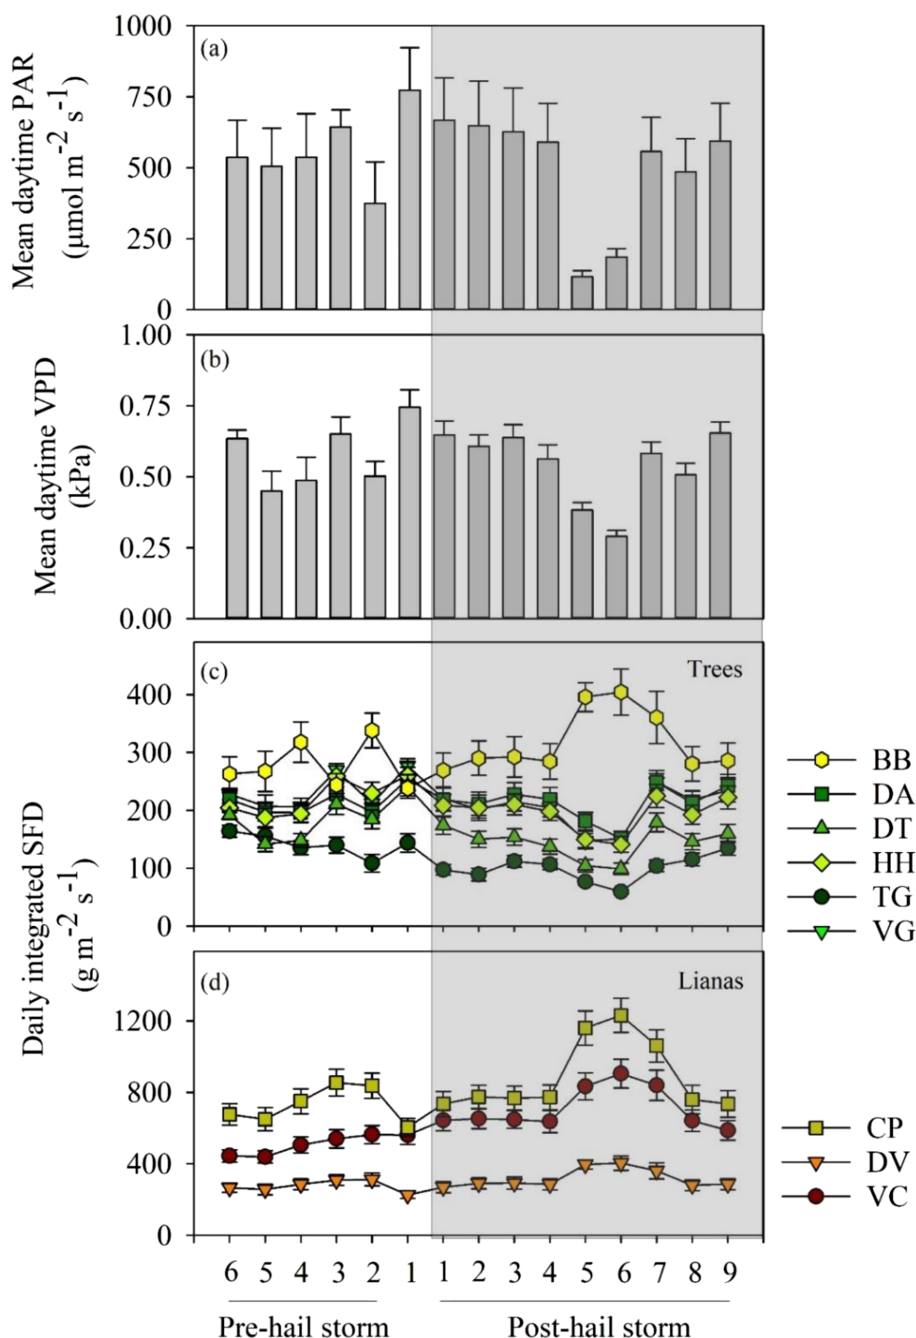 Mean daytime PAR
(µmol m⁻² s⁻¹)
1000
750
500
250
0
(a)
Mean daytime VPD
(kPa)
1.00
0.75
0.50
0.25
0.00
(b)
Daily integrated SFD
(g m⁻² s⁻¹)
400
300
200
100
0
(c)
Trees
BB
DA
DT
HH
TG
VG
1200
800
400
0
(d)
Lianas
CP
DV
VC
6 5 4 3 2 1 1 2 3 4 5 6 7 8 9
Pre-hail storm Post-hail storm